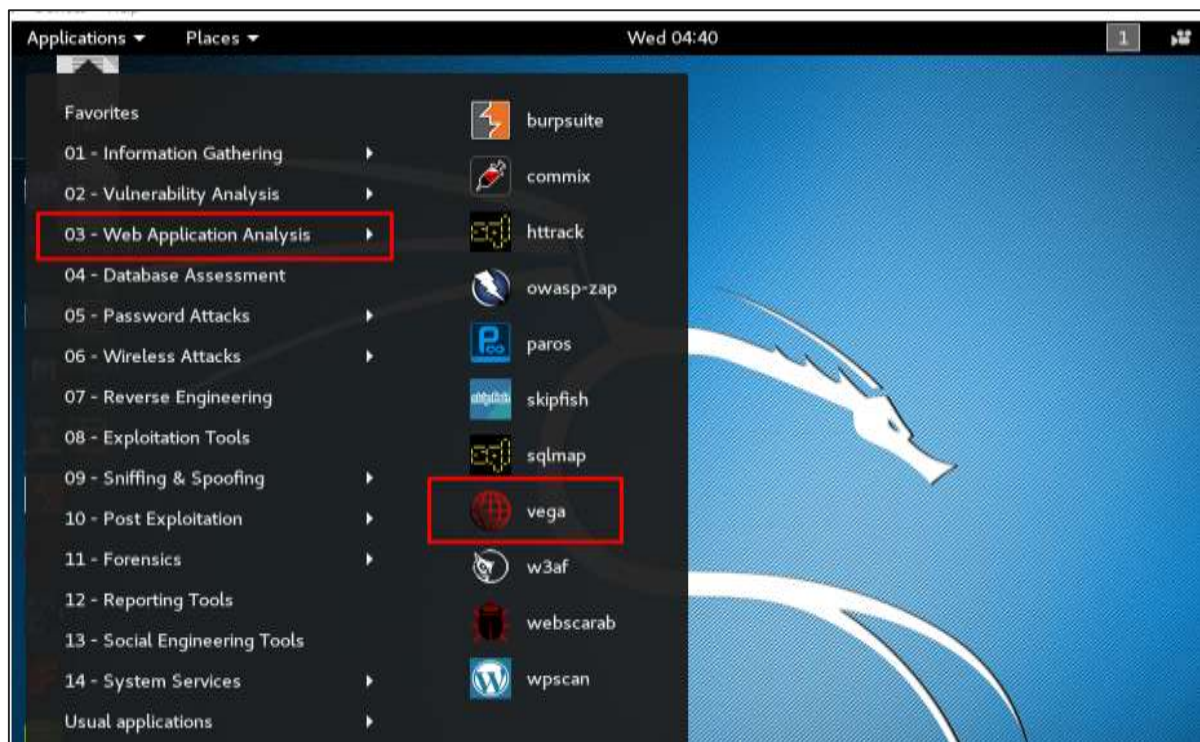 Applications Places Wed 04:40 1
Favorites
01 - Information Gathering
02 - Vulnerability Analysis
03 - Web Application Analysis
04 - Database Assessment
05 - Password Attacks
06 - Wireless Attacks
07 - Reverse Engineering
08 - Exploitation Tools
09 - Sniffing & Spoofing
10 - Post Exploitation
11 - Forensics
12 - Reporting Tools
13 - Social Engineering Tools
14 - System Services
Usual applications
burpsuite
commix
httrack
owasp-zap
paros
skipfish
sqlmap
vega
w3af
webscarab
wpscan